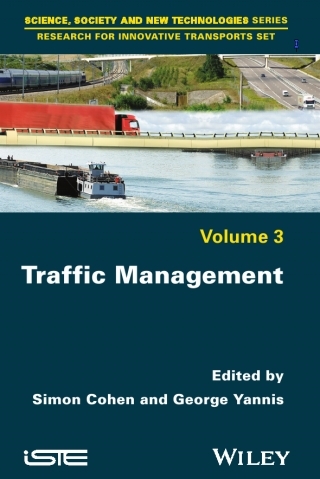 SCIENCE, SOCIETY AND NEW TECHNOLOGIES SERIES
RESEARCH FOR INNOVATIVE TRANSPORTS SET
Volume 3
Traffic Management
Edited by
Simon Cohen and George Yannis
iSTE
WILEY